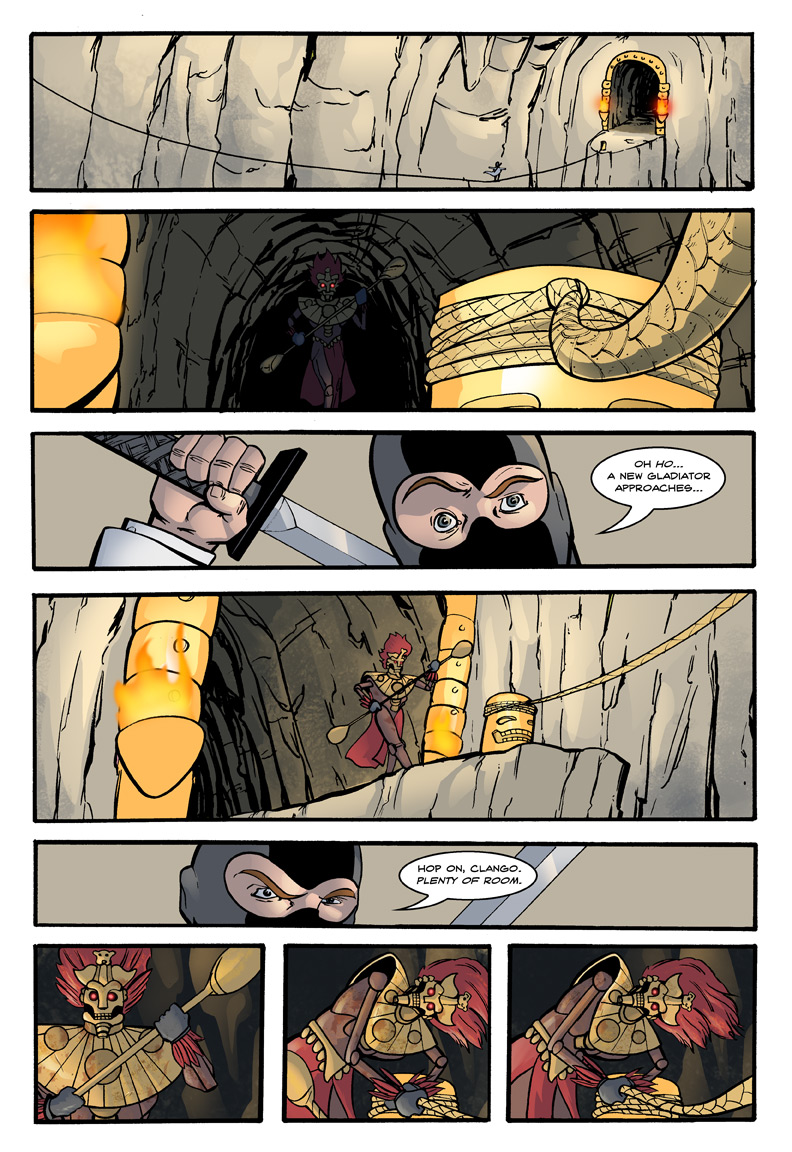 OH HO...
A NEW GLADIATOR
APPROACHES...
HOP ON, CLANGO.
PLENTY OF ROOM.